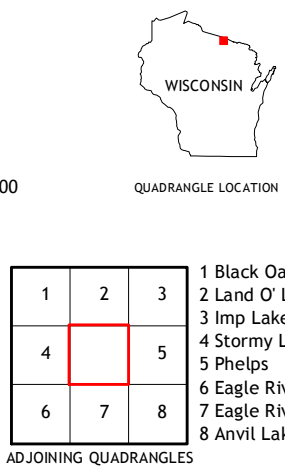 WISCONSIN
00
QUADRANGLE LOCATION
1 2 3
4 5
6 7 8
1 Black Oa
2 Land O' L
3 Imp Lake
4 Stormy L
5 Phelps
6 Eagle Riv
7 Eagle Riv
8 Anvil Lak
ADJOINING QUADRANGLES